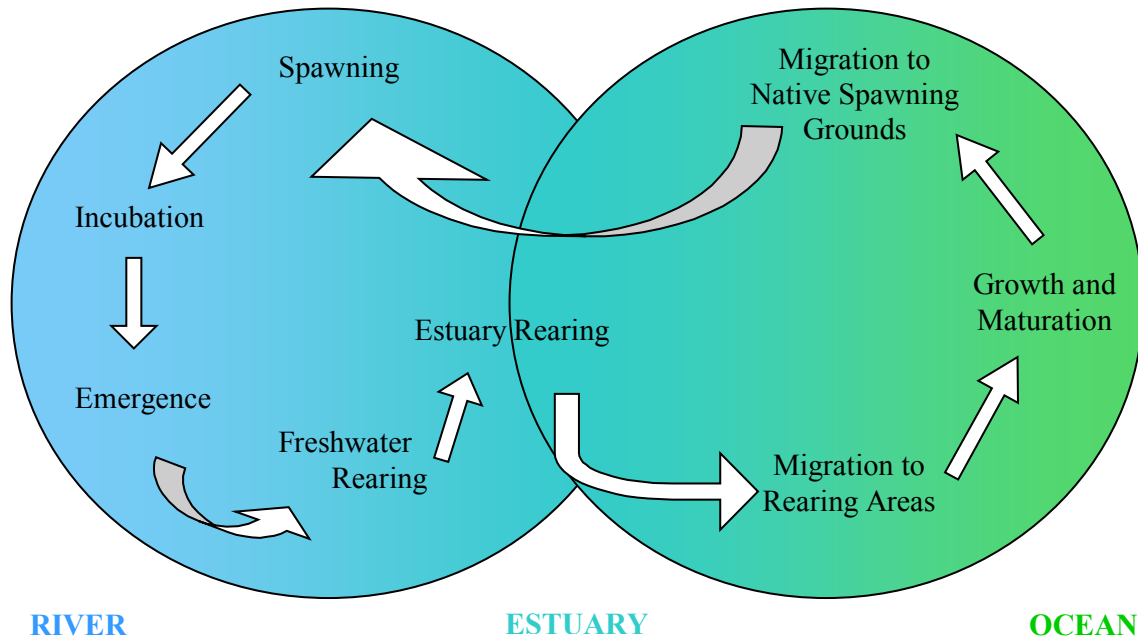 Spawning
Incubation
Emergence
Freshwater
Rearing
Estuary Rearing
Migration to
Rearing Areas
Growth and
Maturation
Migration to
Native Spawning
Grounds
RIVER
ESTUARY
OCEAN